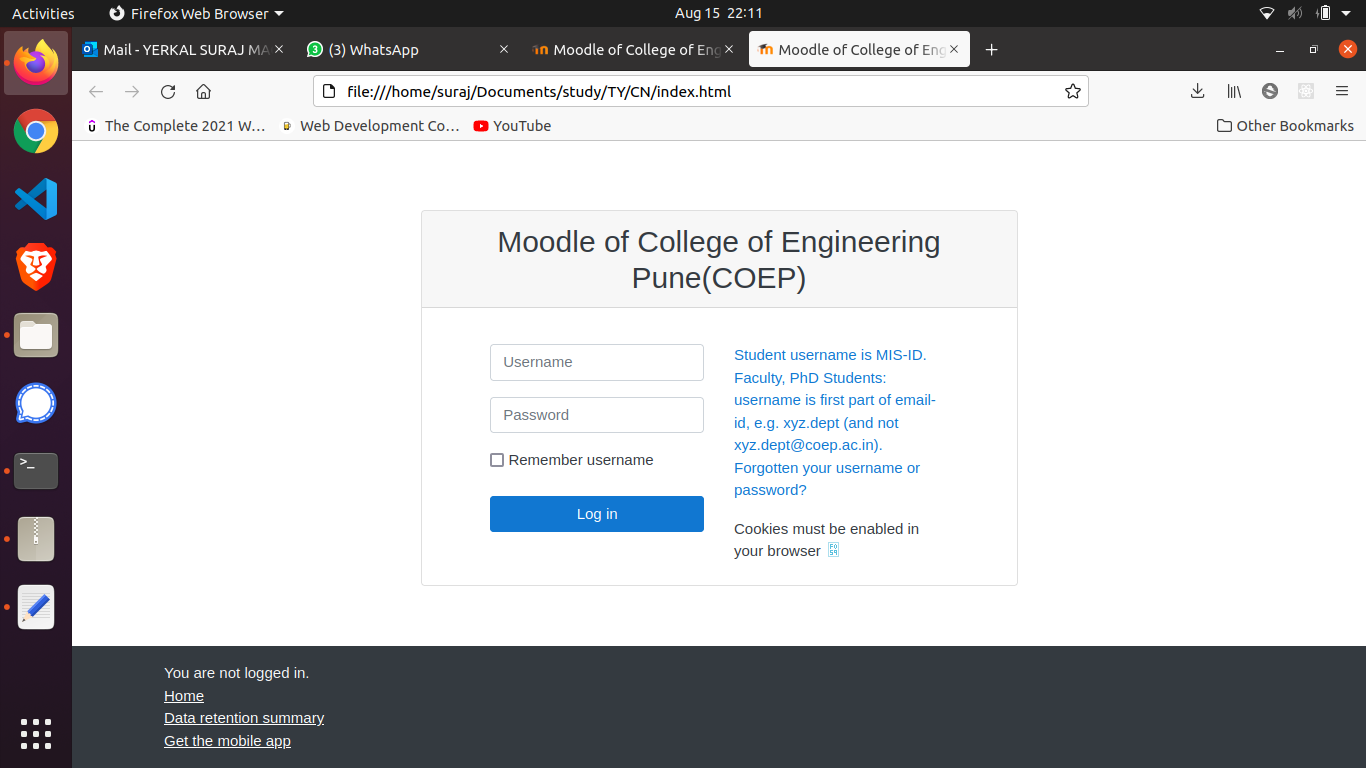 Activities
Firefox Web Browser
Aug 15 22:11
Mail - YERKAL SURAJ MA
3
(3) WhatsApp
Moodle of College of Eng
Moodle of College of Eng
file:///home/suraj/Documents/study/TY/CN/index.html
The Complete 2021 W…
Web Development Co…
YouTube
Other Bookmarks
Moodle of College of Engineering
Pune(COEP)
Username
Password
Remember username
Log in
Student username is MIS-ID.
Faculty, PhD Students:
username is first part of email-
id, e.g. xyz.dept (and not
xyz.dept@coep.ac.in).
Forgotten your username or
password?
Cookies must be enabled in
your browser
You are not logged in.
Home
Data retention summary
Get the mobile app